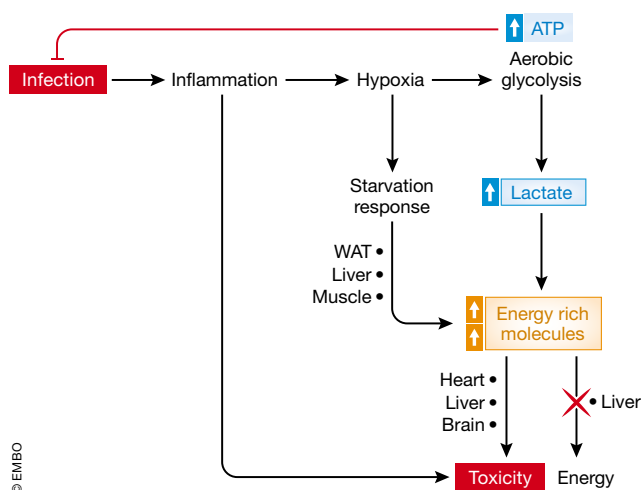 ATP
Infection
Inflammation
Hypoxia
Aerobic
glycolysis
Starvation
response
Lactate
WAT •
Liver •
Muscle •
Energy rich
molecules
Heart •
Liver •
Brain •
• Liver
Toxicity
Energy
© EMBO